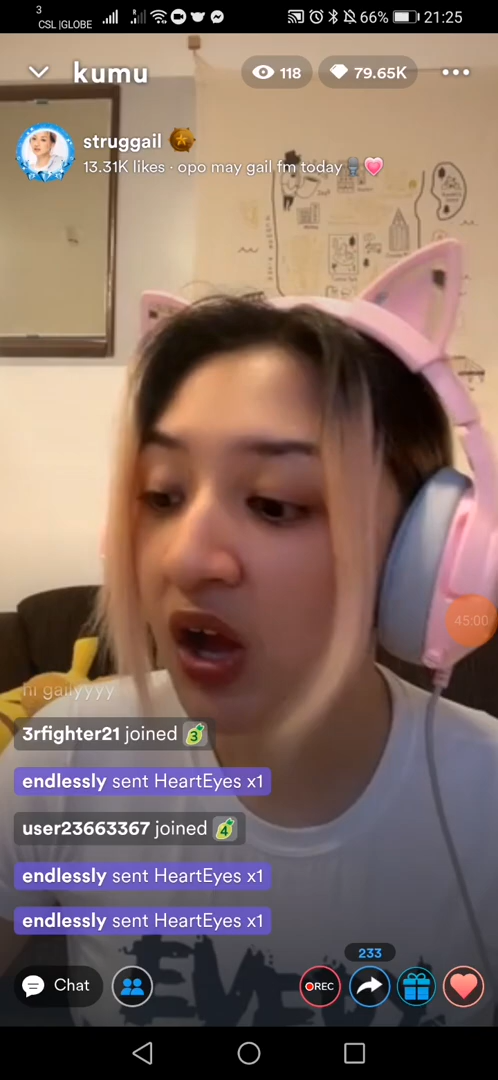 3
CSL |GLOBE
66%
21:25
kumu
118
79.65K
struggail
13.31K likes · opo may gail fm today
45:00
hi gailyyyy
3rfighter21 joined 3
endlessly sent HeartEyes x1
user23663367 joined 4
endlessly sent HeartEyes x1
endlessly sent HeartEyes x1
233
Chat
REC